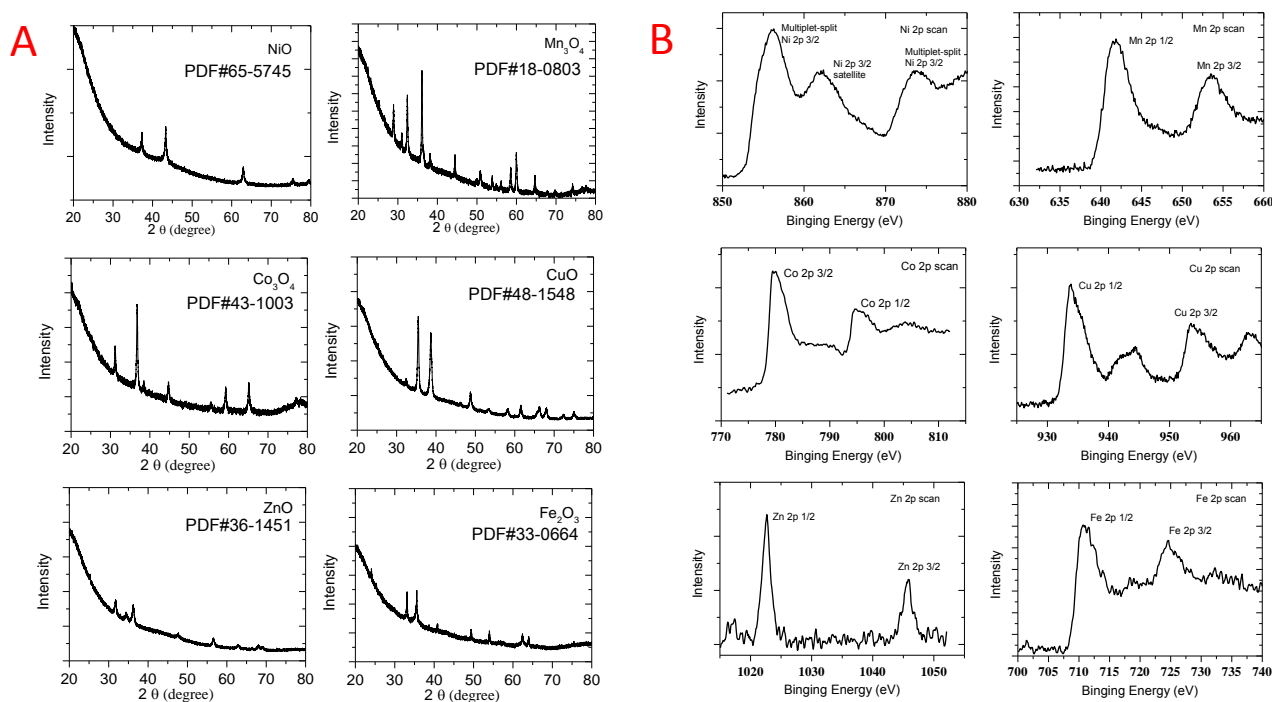 A
NiO
PDF#65-5745
Intensity
20 30 40 50 60 70 80
2 θ (degree)
Mn3O4
PDF#18-0803
Intensity
20 30 40 50 60 70 80
2 θ (degree)
Co3O4
PDF#43-1003
Intensity
20 30 40 50 60 70 80
2 θ (degree)
CuO
PDF#48-1548
Intensity
20 30 40 50 60 70 80
2 θ (degree)
ZnO
PDF#36-1451
Intensity
20 30 40 50 60 70 80
2 θ (degree)
Fe2O3
PDF#33-0664
Intensity
20 30 40 50 60 70 80
2 θ (degree)
B
Multiplet-split
Ni 2p 3/2
Ni 2p scan
Ni 2p 3/2
satellite
Multiplet-split
Ni 2p 3/2
Intensity
850 860 870 880
Binging Energy (eV)
Mn 2p 1/2
Mn 2p scan
Mn 2p 3/2
Intensity
630 635 640 645 650 655 660
Binging Energy (eV)
Co 2p 3/2
Co 2p scan
Co 2p 1/2
Intensity
770 780 790 800 810
Binging Energy (eV)
Cu 2p scan
Cu 2p 1/2
Cu 2p 3/2
Intensity
930 940 950 960
Binging Energy (eV)
Zn 2p scan
Zn 2p 1/2
Zn 2p 3/2
Intensity
1020 1030 1040 1050
Binging Energy (eV)
Fe 2p scan
Fe 2p 1/2
Fe 2p 3/2
Intensity
700 705 710 715 720 725 730 735 740
Binging Energy (eV)